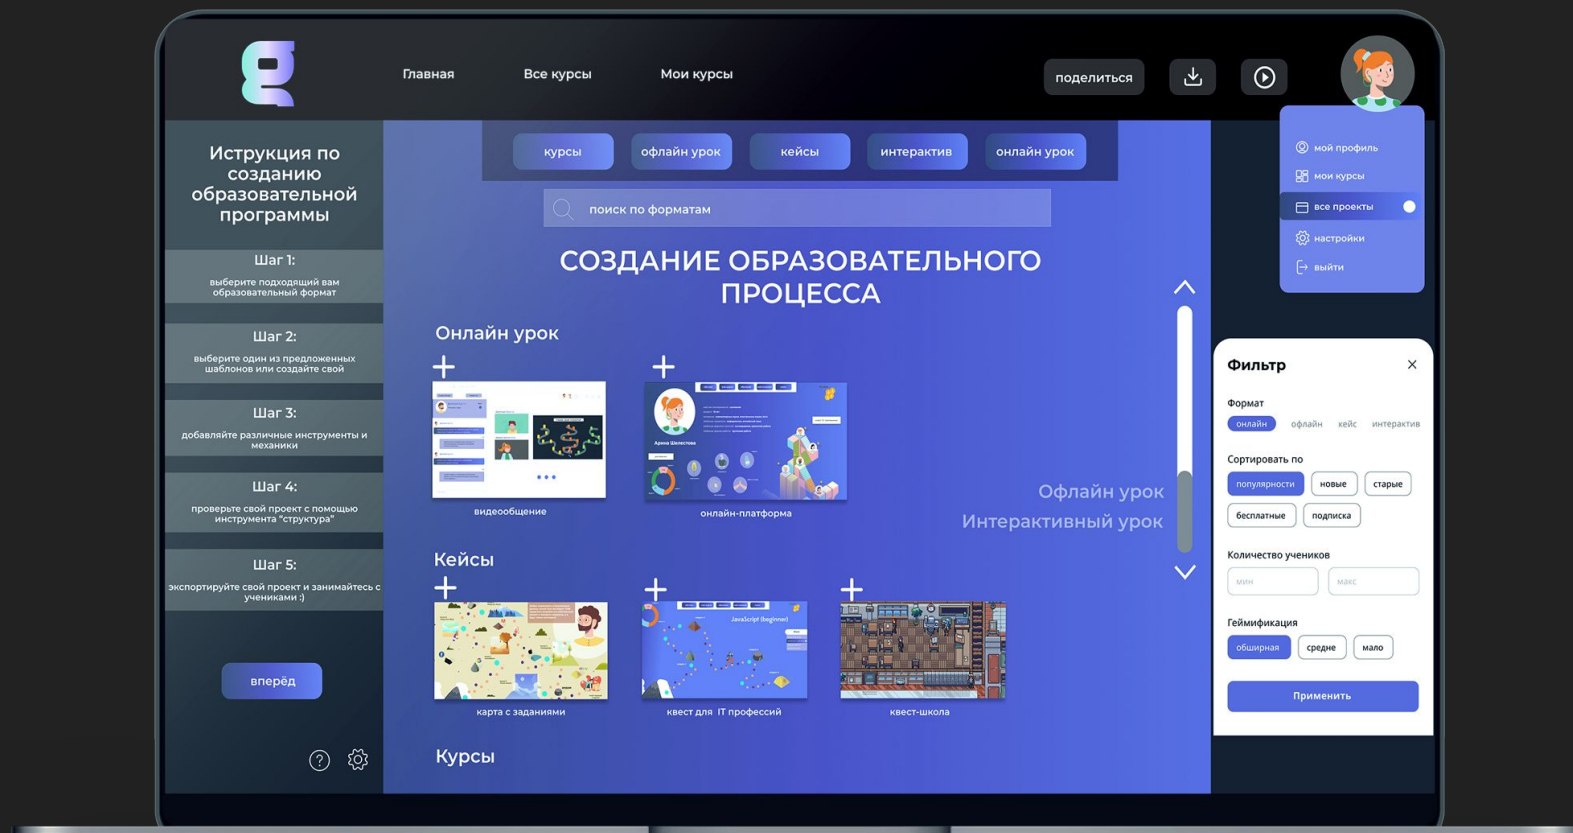 g
Главная
Все курсы
Мои курсы
поделиться
Иструкция по
созданию
образовательной
программы
Шаг 1:
выберите подходящий вам
образовательный формат
Шаг 2:
выберите один из предложенных
шаблонов или создайте свой
Шаг 3:
добавляйте различные инструменты и
механики
Шаг 4:
проверьте свой проект с помощью
инструмента "структура"
Шаг 5:
экспортируйте свой проект и занимайтесь с
учениками :)
вперёд
?
курсы
офлайн урок
кейсы
интерактив
онлайн урок
поиск по форматам
СОЗДАНИЕ ОБРАЗОВАТЕЛЬНОГО
ПРОЦЕССА
Онлайн урок
Арина Шелестова
видеообщение
онлайн-платформа
Офлайн урок
Интерактивный урок
Кейсы
JavaScript (beginner)
карта с заданиями
квест для IT профессий
квест-школа
Курсы
мой профиль
мои курсы
все проекты
настройки
выйти
Фильтр
Формат
онлайн
офлайн
кейс
интерактив
Сортировать по
популярности
новые
старые
бесплатные
подписка
Количество учеников
мин
макс
Геймификация
обширная
средне
мало
Применить